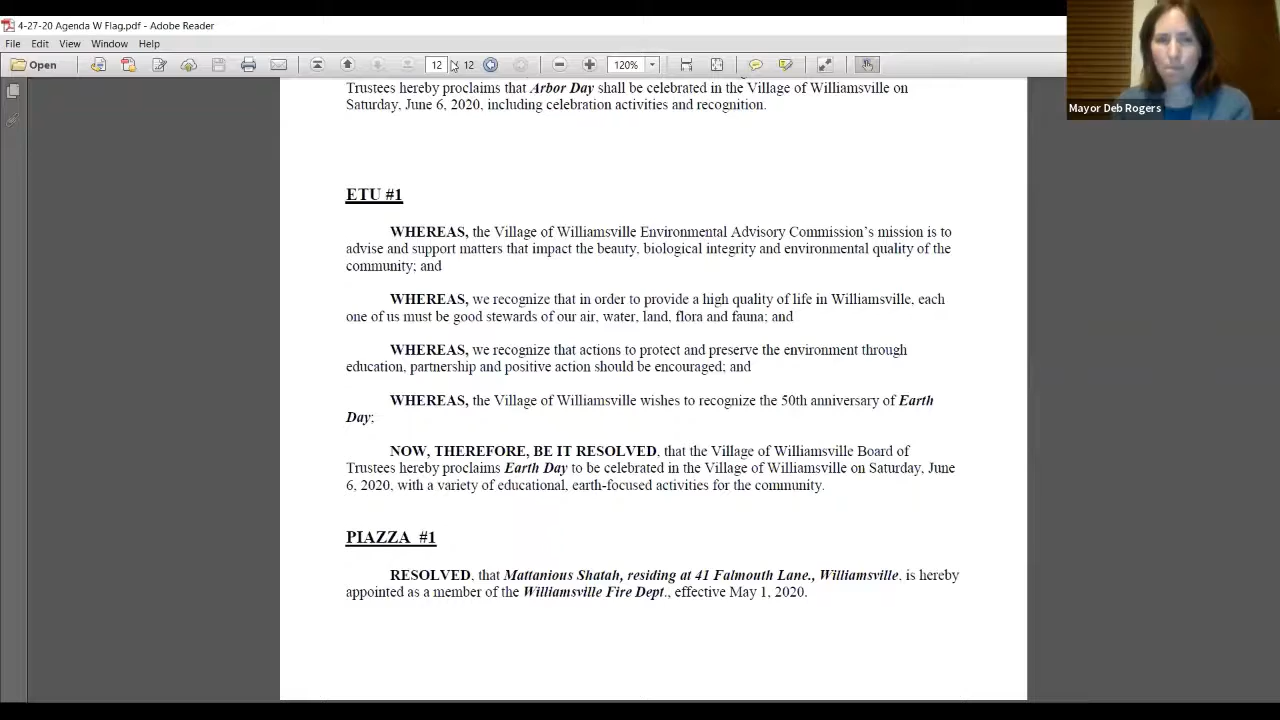 4-27-20 Agenda W Flag.pdf - Adobe Reader
File Edit View Window Help
Open 12 / 12 120%
Mayor Deb Rogers
Trustees hereby proclaims that Arbor Day shall be celebrated in the Village of Williamsville on
Saturday, June 6, 2020, including celebration activities and recognition.
ETU #1
WHEREAS, the Village of Williamsville Environmental Advisory Commission's mission is to
advise and support matters that impact the beauty, biological integrity and environmental quality of the
community; and
WHEREAS, we recognize that in order to provide a high quality of life in Williamsville, each
one of us must be good stewards of our air, water, land, flora and fauna; and
WHEREAS, we recognize that actions to protect and preserve the environment through
education, partnership and positive action should be encouraged; and
WHEREAS, the Village of Williamsville wishes to recognize the 50th anniversary of Earth
Day;
NOW, THEREFORE, BE IT RESOLVED, that the Village of Williamsville Board of
Trustees hereby proclaims Earth Day to be celebrated in the Village of Williamsville on Saturday, June
6, 2020, with a variety of educational, earth-focused activities for the community.
PIAZZA #1
RESOLVED, that Mattanious Shatah, residing at 41 Falmouth Lane., Williamsville, is hereby
appointed as a member of the Williamsville Fire Dept., effective May 1, 2020.